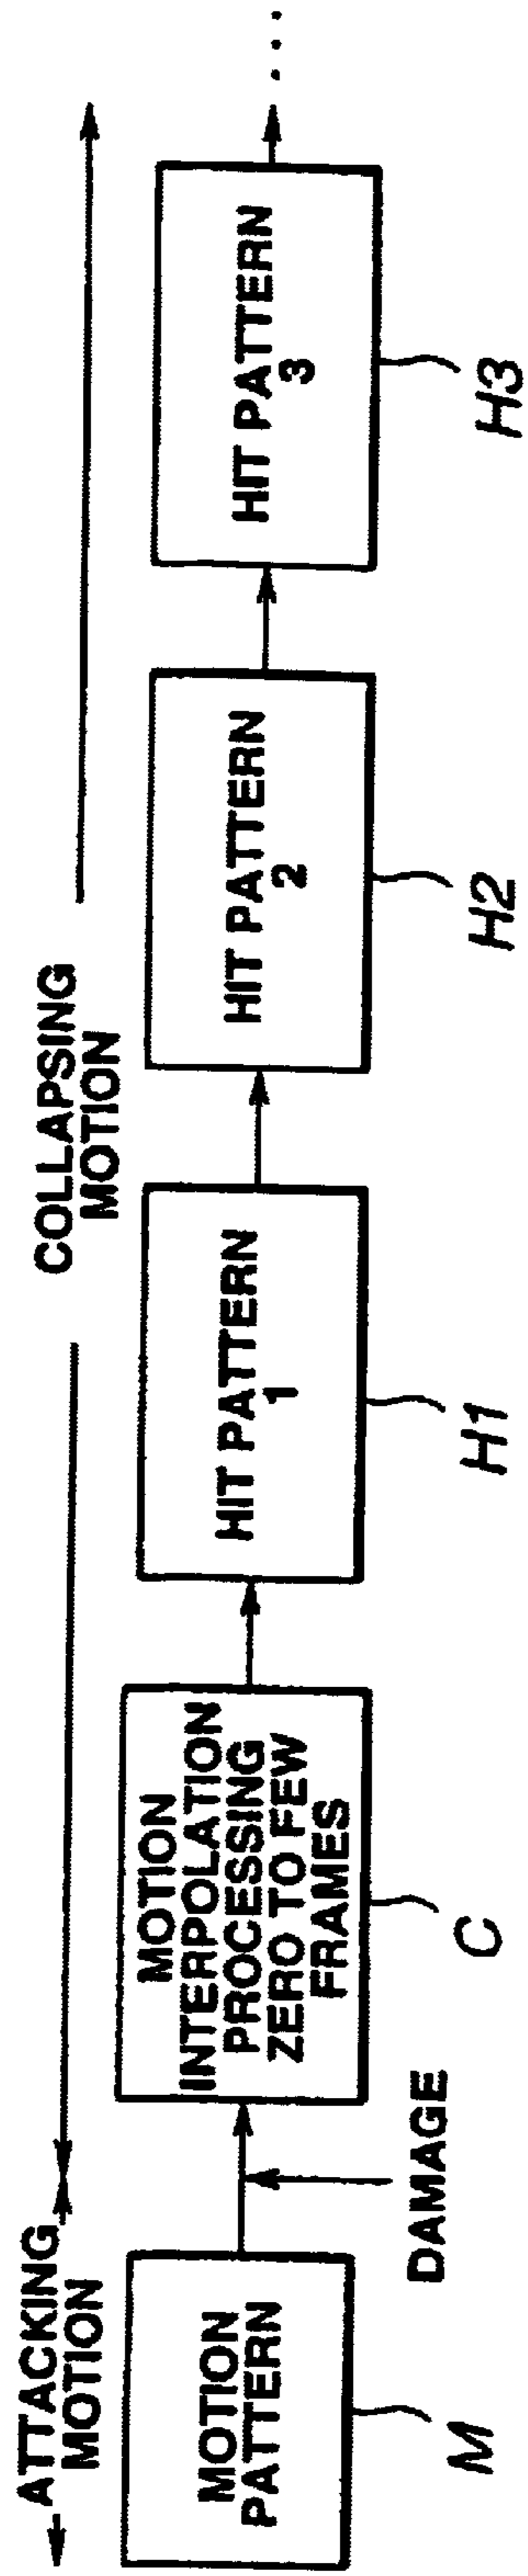 ATTACKING
MOTION
COLLAPSING
MOTION
MOTION
PATTERN
DAMAGE
MOTION
INTERPOLATION
PROCESSING
ZERO TO FEW
FRAMES
HIT PATTERN
1
HIT PATTERN
2
HIT PATTERN
3
...
M
C
H1
H2
H3